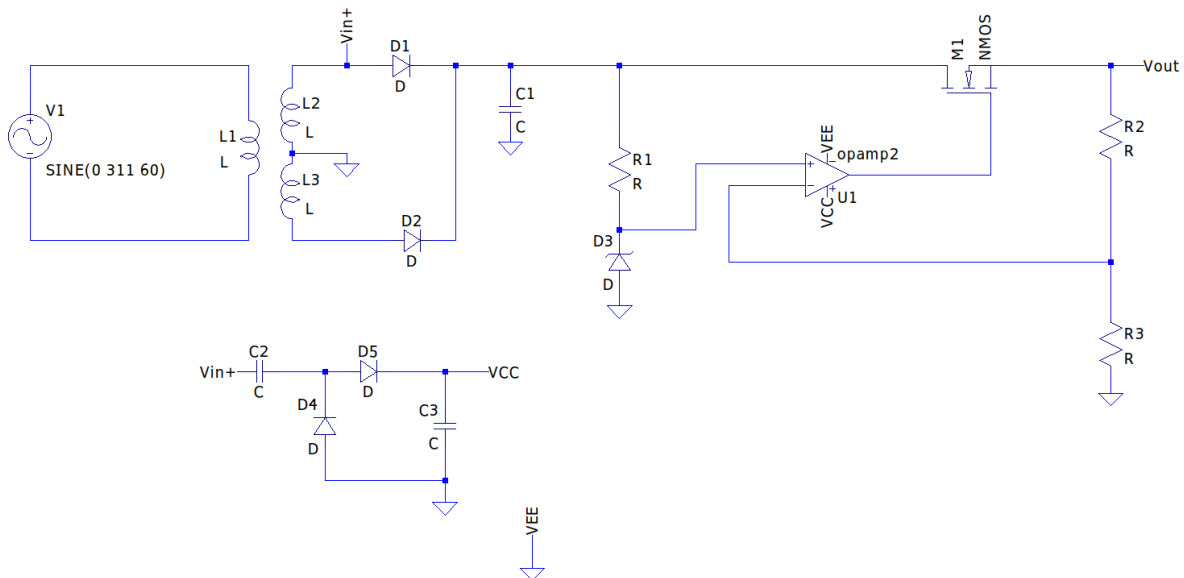 Vin+
D1
D
V1
SINE(0 311 60)
L1
L
L2
L
L3
L
D2
D
C1
C
R1
R
D3
D
VEE
opamp2
U1
VCC
M1
NMOS
Vout
R2
R
R3
R
Vin+
C2
C
D4
D
D5
D
C3
C
VCC
VEE